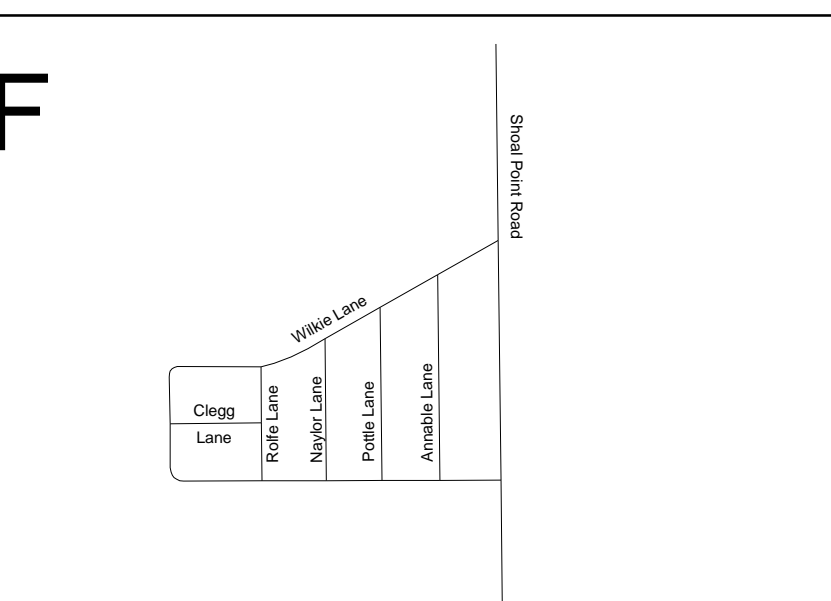 F
Shoal Point Road
Wilkie Lane
Clegg
Lane
Rolfe Lane
Naylor Lane
Pottle Lane
Annable Lane